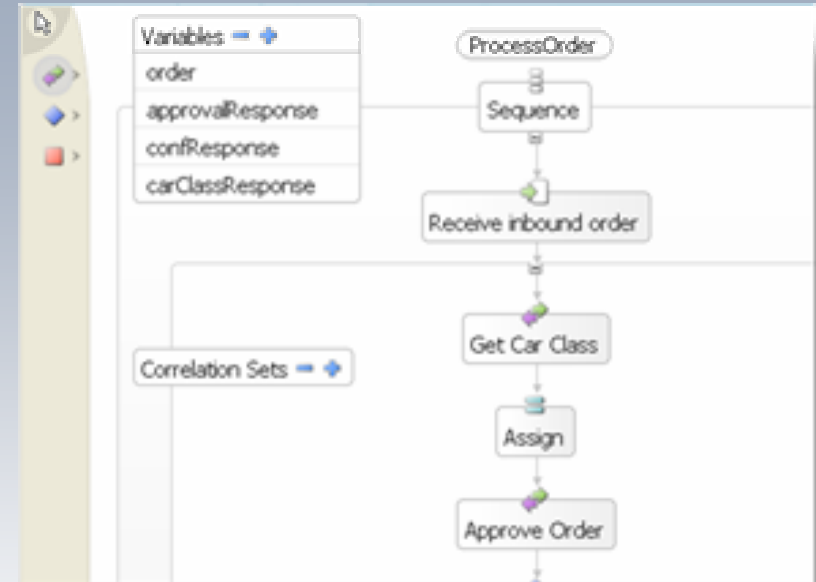 Variables
order
approvalResponse
confResponse
carClassResponse
Correlation Sets
ProcessOrder
Sequence
Receive inbound order
Get Car Class
Assign
Approve Order